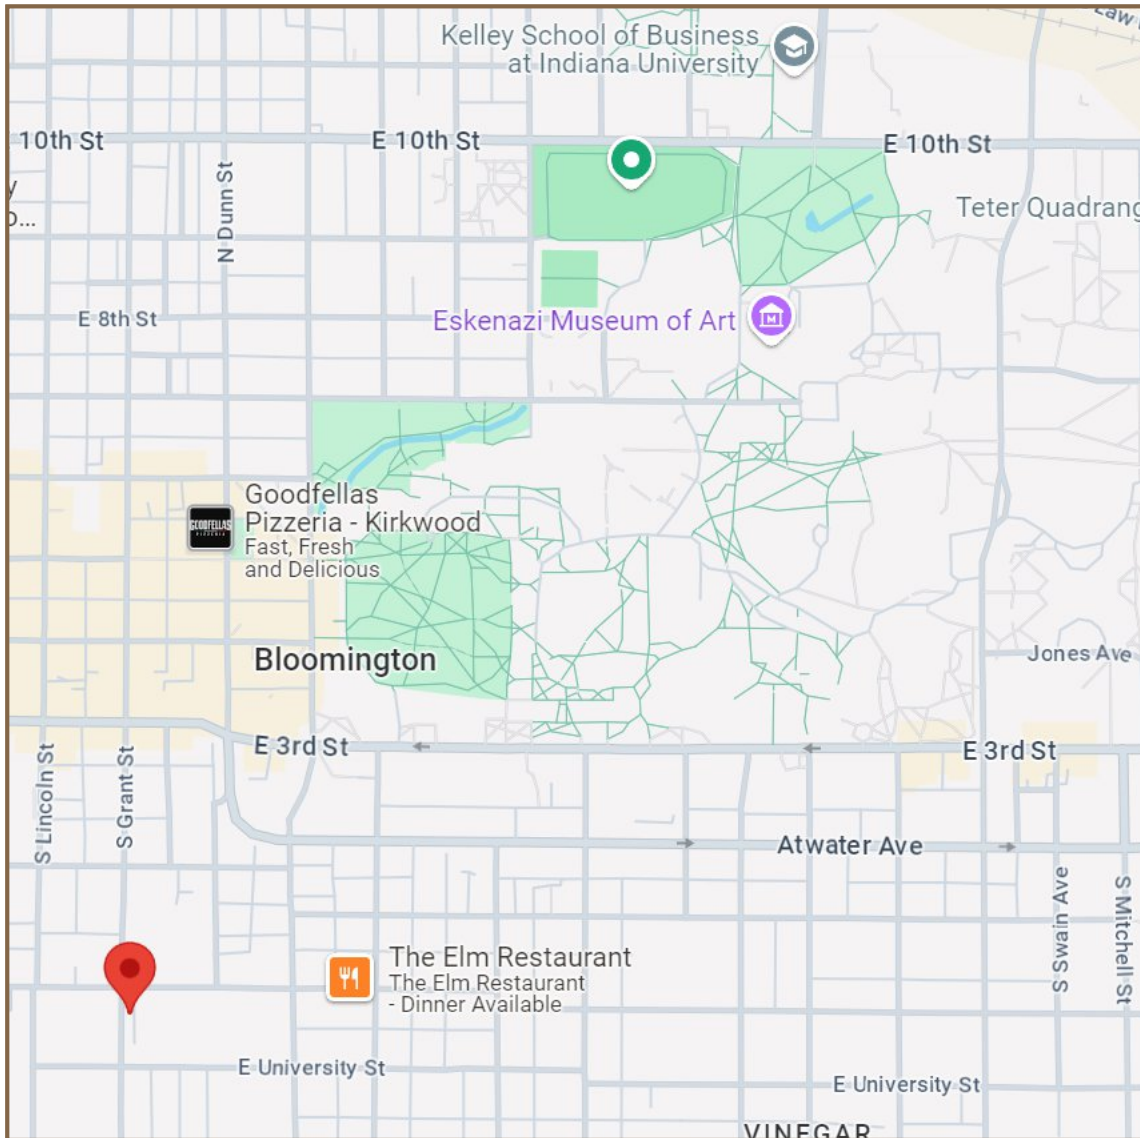 Kelley School of Business
at Indiana University
Law
10th St
E 10th St
E 10th St
N Dunn St
Teter Quadrang
E 8th St
Eskenazi Museum of Art
GOODFELLAS
PIZZERIA
Goodfellas
Pizzeria - Kirkwood
Fast, Fresh
and Delicious
Bloomington
Jones Ave
E 3rd St
E 3rd St
S Lincoln St
S Grant St
Atwater Ave
S Swain Ave
S Mitchell St
The Elm Restaurant
The Elm Restaurant
- Dinner Available
E University St
E University St
VINEGAR